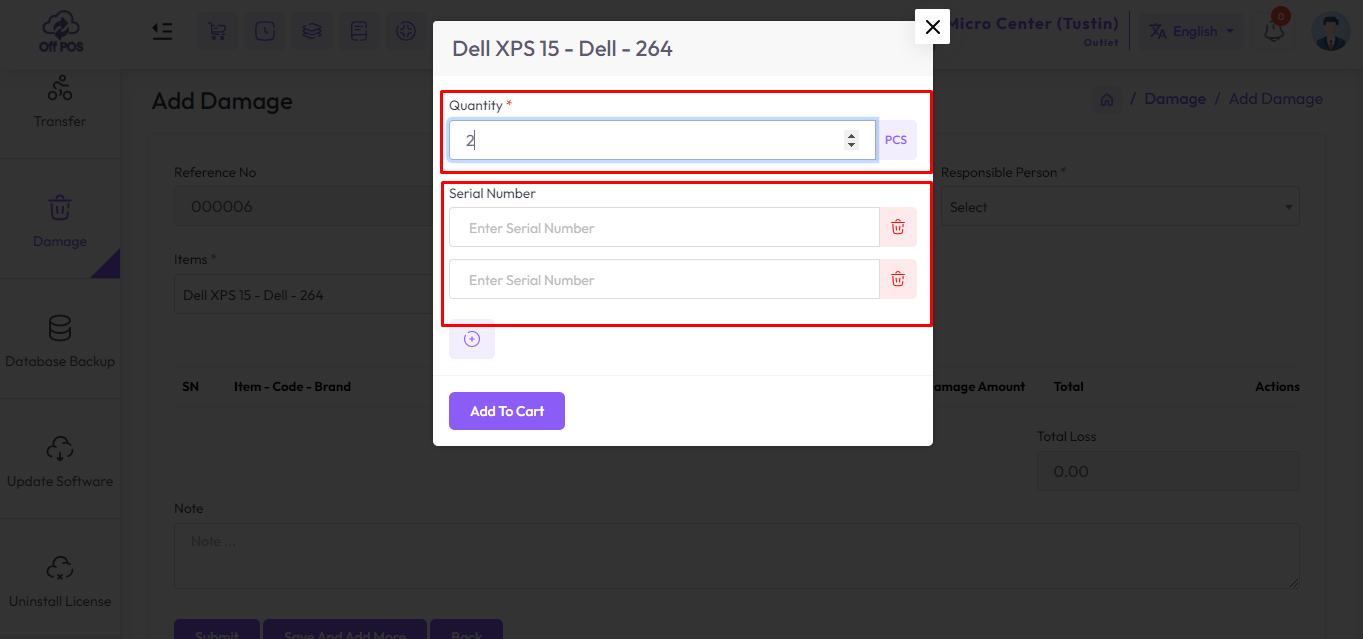 Off POS
Micro Center (Tustin)
Outlet
English
0
Dell XPS 15 - Dell - 264
Transfer
Damage
Database Backup
Update Software
Uninstall License
Add Damage
/ Damage / Add Damage
Quantity *
2
PCS
Reference No
000006
Responsible Person *
Select
Serial Number
Enter Serial Number
Enter Serial Number
Items *
Dell XPS 15 - Dell - 264
SN Item - Code - Brand amage Amount Total Actions
Add To Cart
Total Loss
0.00
Note
Note ...
Submit Save And Add More Back